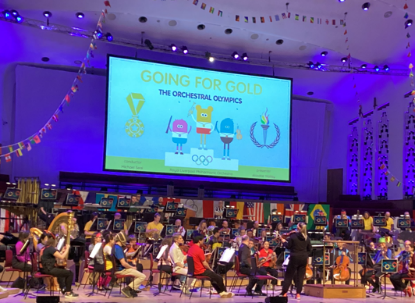 GOING FOR GOLD
THE ORCHESTRAL OLYMPICS